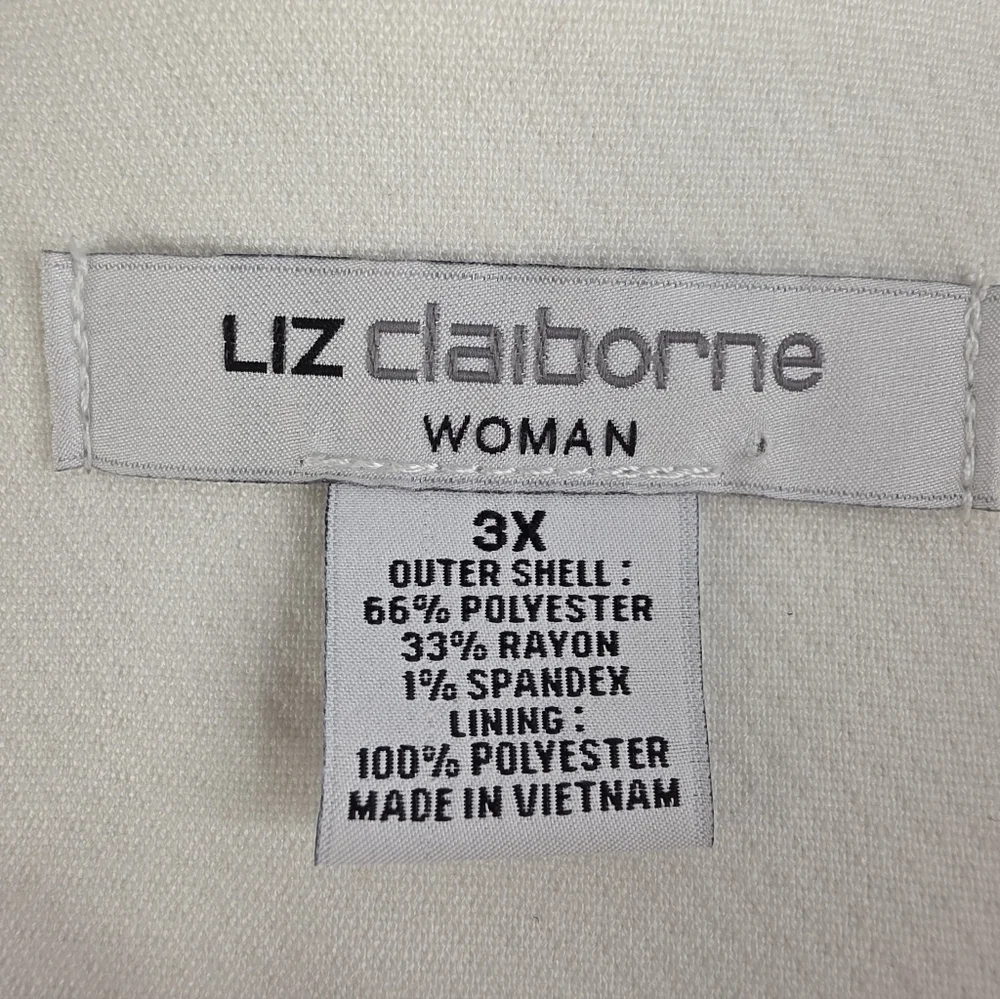 LIZ claiborne
WOMAN
3X
OUTER SHELL:
66% POLYESTER
33% RAYON
1% SPANDEX
LINING:
100% POLYESTER
MADE IN VIETNAM